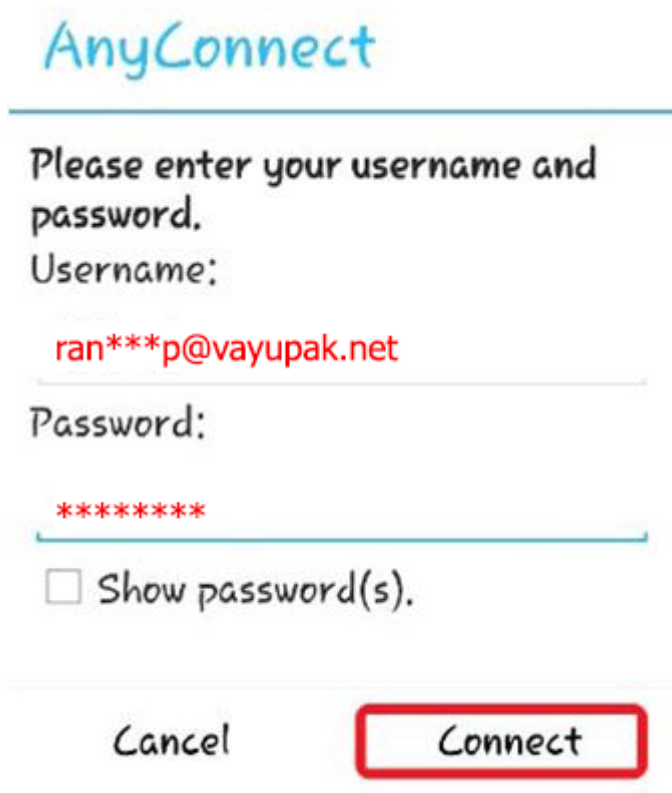 AnyConnect
Please enter your username and
password.
Username:
ran***p@vayupak.net
Password:
********
Show password(s).
Cancel
Connect